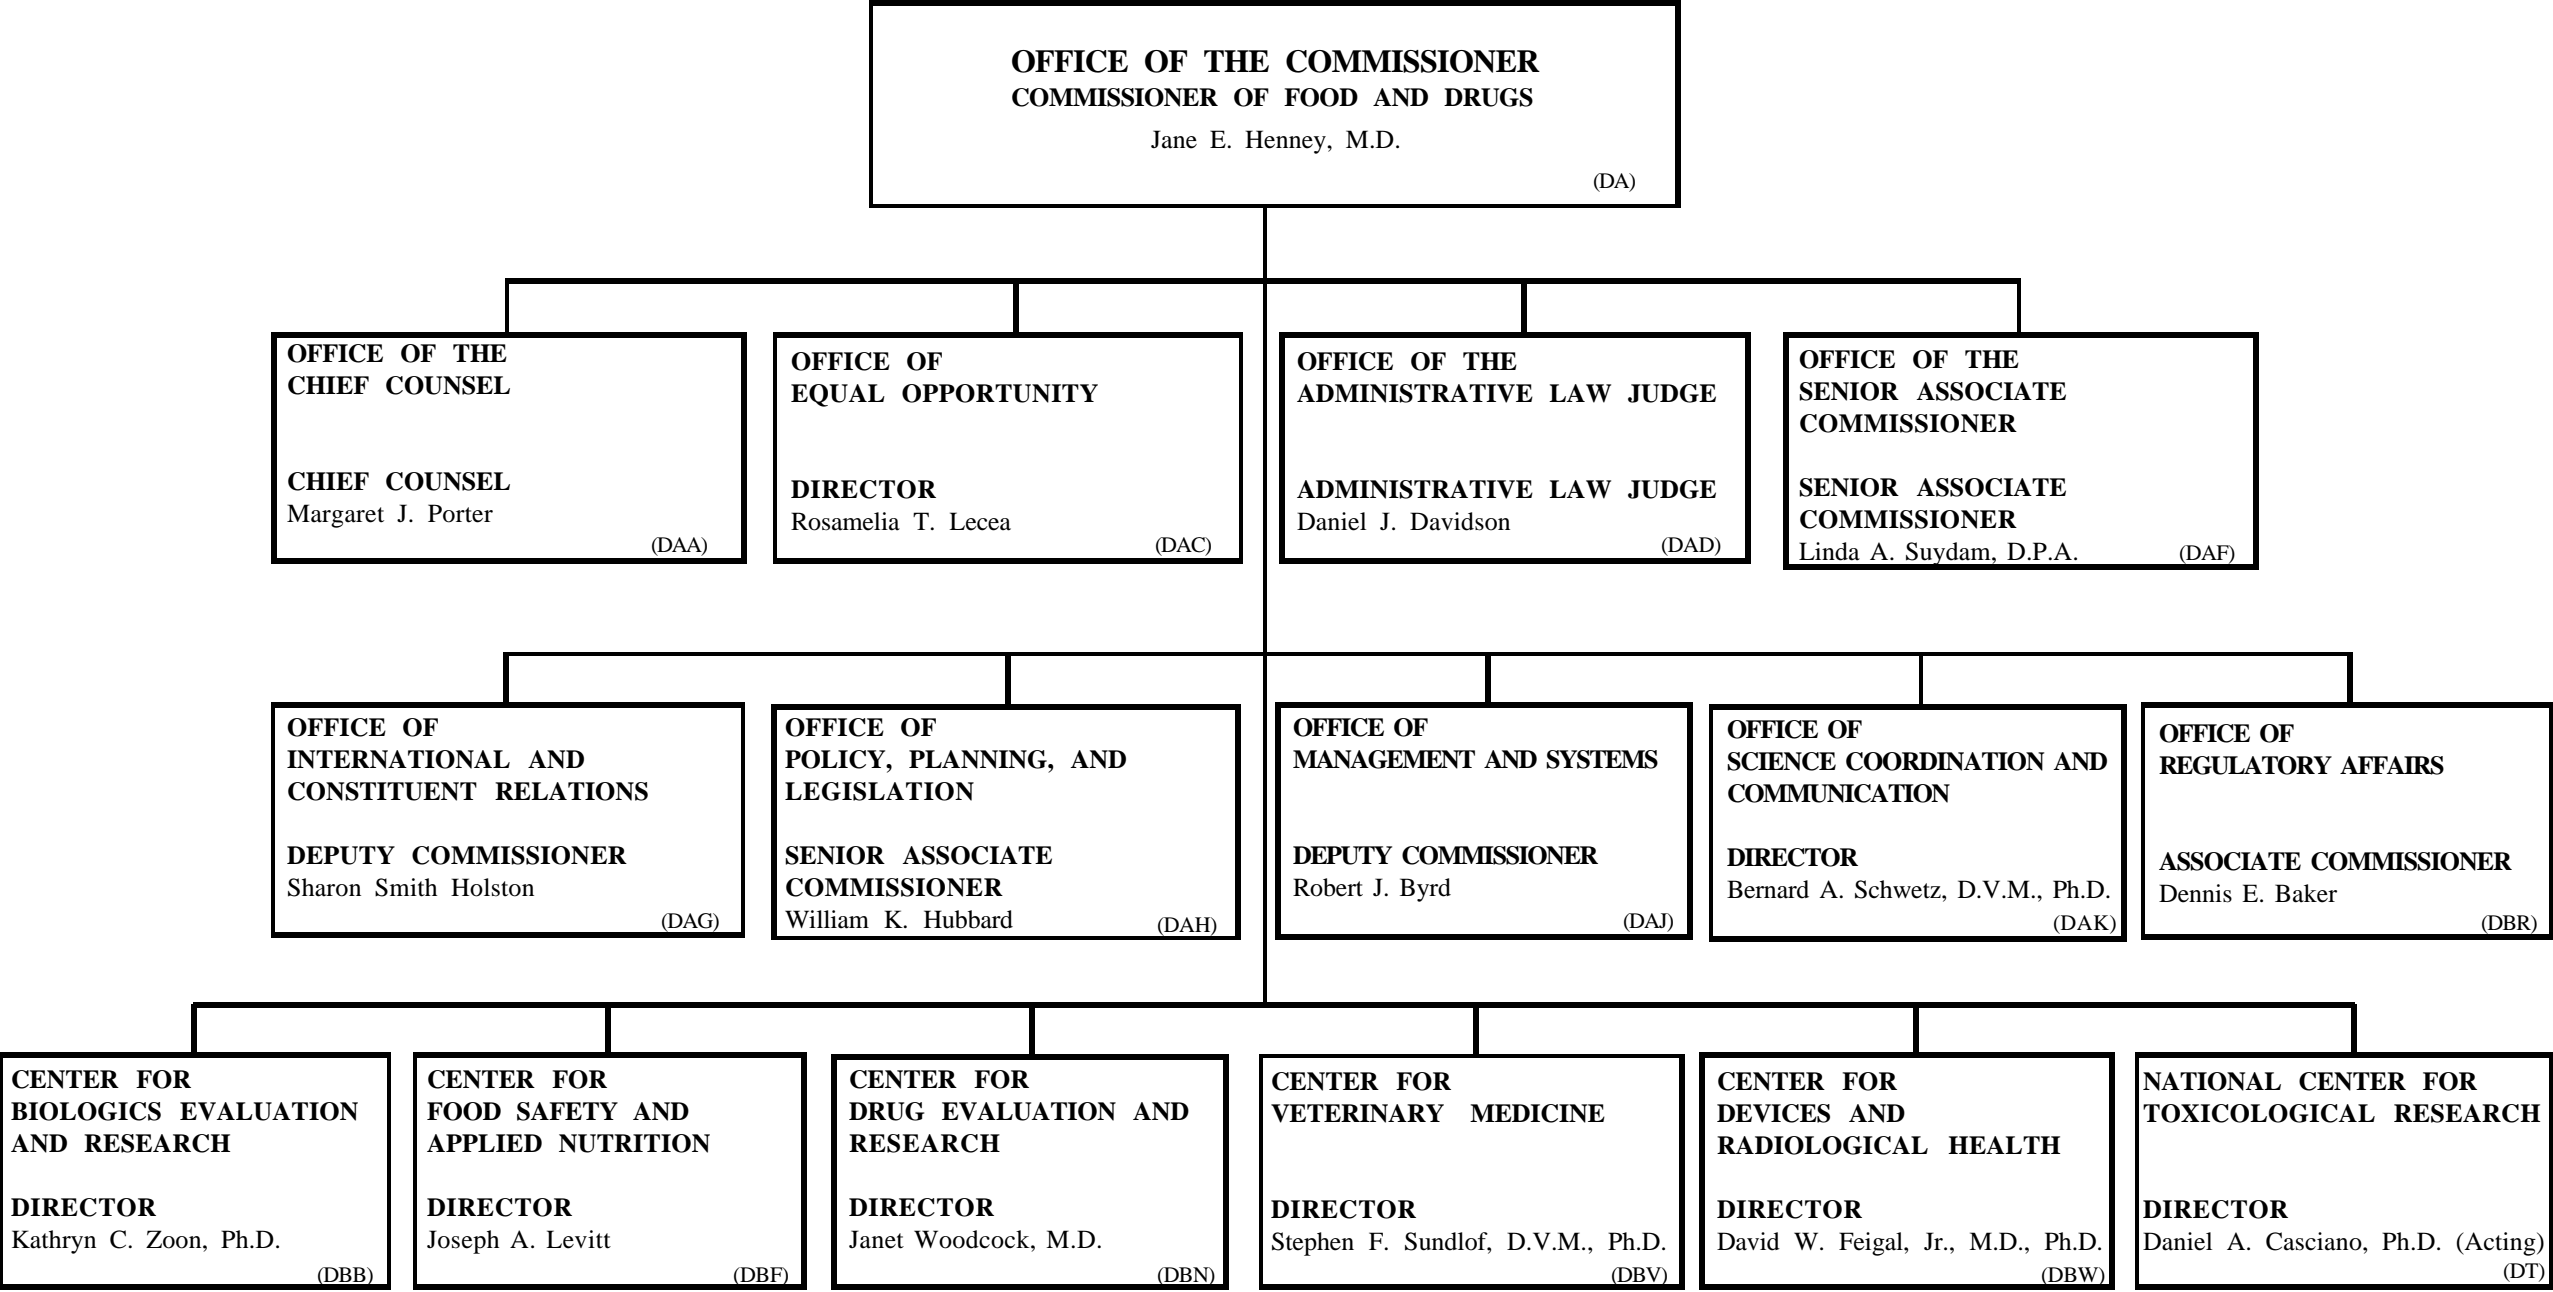 OFFICE OF THE COMMISSIONER
COMMISSIONER OF FOOD AND DRUGS
Jane E. Henney, M.D.
(DA)
OFFICE OF THE
CHIEF COUNSEL
CHIEF COUNSEL
Margaret J. Porter
(DAA)
OFFICE OF
EQUAL OPPORTUNITY
DIRECTOR
Rosamelia T. Lecea
(DAC)
OFFICE OF THE
ADMINISTRATIVE LAW JUDGE
ADMINISTRATIVE LAW JUDGE
Daniel J. Davidson
(DAD)
OFFICE OF THE
SENIOR ASSOCIATE
COMMISSIONER
SENIOR ASSOCIATE
COMMISSIONER
Linda A. Suydam, D.P.A.
(DAF)
OFFICE OF
INTERNATIONAL AND
CONSTITUENT RELATIONS
DEPUTY COMMISSIONER
Sharon Smith Holston
(DAG)
OFFICE OF
POLICY, PLANNING, AND
LEGISLATION
SENIOR ASSOCIATE
COMMISSIONER
William K. Hubbard
(DAH)
OFFICE OF
MANAGEMENT AND SYSTEMS
DEPUTY COMMISSIONER
Robert J. Byrd
(DAJ)
OFFICE OF
SCIENCE COORDINATION AND
COMMUNICATION
DIRECTOR
Bernard A. Schwetz, D.V.M., Ph.D.
(DAK)
OFFICE OF
REGULATORY AFFAIRS
ASSOCIATE COMMISSIONER
Dennis E. Baker
(DBR)
CENTER FOR
BIOLOGICS EVALUATION
AND RESEARCH
DIRECTOR
Kathryn C. Zoon, Ph.D.
(DBB)
CENTER FOR
FOOD SAFETY AND
APPLIED NUTRITION
DIRECTOR
Joseph A. Levitt
(DBF)
CENTER FOR
DRUG EVALUATION AND
RESEARCH
DIRECTOR
Janet Woodcock, M.D.
(DBN)
CENTER FOR
VETERINARY MEDICINE
DIRECTOR
Stephen F. Sundlof, D.V.M., Ph.D.
(DBV)
CENTER FOR
DEVICES AND
RADIOLOGICAL HEALTH
DIRECTOR
David W. Feigal, Jr., M.D., Ph.D.
(DBW)
NATIONAL CENTER FOR
TOXICOLOGICAL RESEARCH
DIRECTOR
Daniel A. Casciano, Ph.D. (Acting)
(DT)